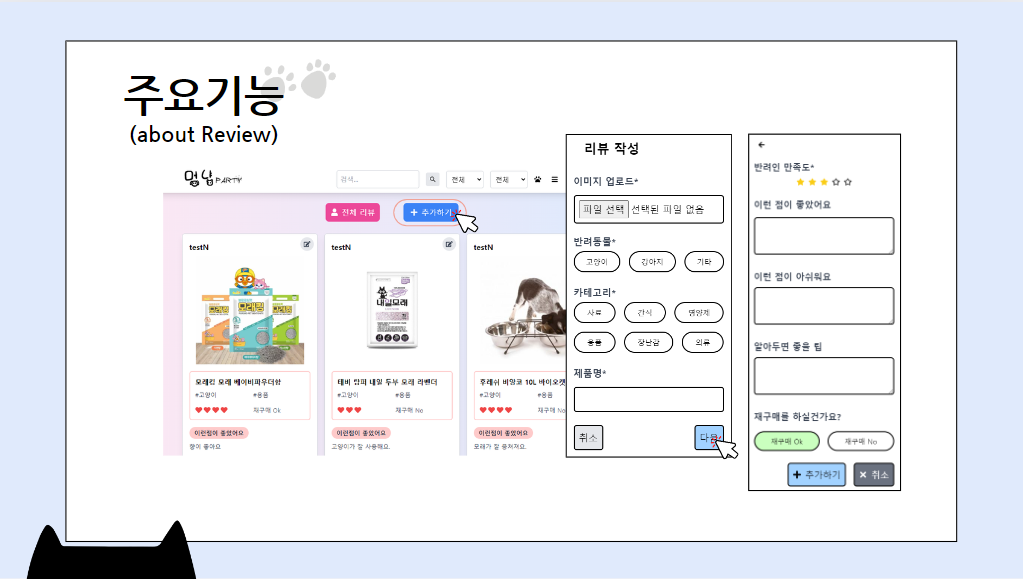 주요기능
(about Review)
멍냥PARTY
검색...
전체
전체
전체 리뷰
추가하기
testN
testN
testN
모래킹 모래 베이비파우더향
#고양이 #용품
재구매 Ok
이런점이 좋았어요
향이 좋아요
내일모래
테비 탐피 내일 두부 모래 라벤더
#고양이 #용품
재구매 No
이런점이 좋았어요
고양이가 잘 사용해요.
후레쉬 비앙코 10L 바이오캣
#고양이 #용품
재구매 No
이런점이 좋았어요
모래가 잘 뭉쳐져요.
리뷰 작성
이미지 업로드*
파일 선택 선택된 파일 없음
반려동물*
고양이 강아지 기타
카테고리*
사료 간식 영양제
용품 장난감 의류
제품명*
취소 다음
반려인 만족도*
이런 점이 좋았어요
이런 점이 아쉬워요
알아두면 좋을 팁
재구매를 하실건가요?
재구매 Ok 재구매 No
추가하기 취소